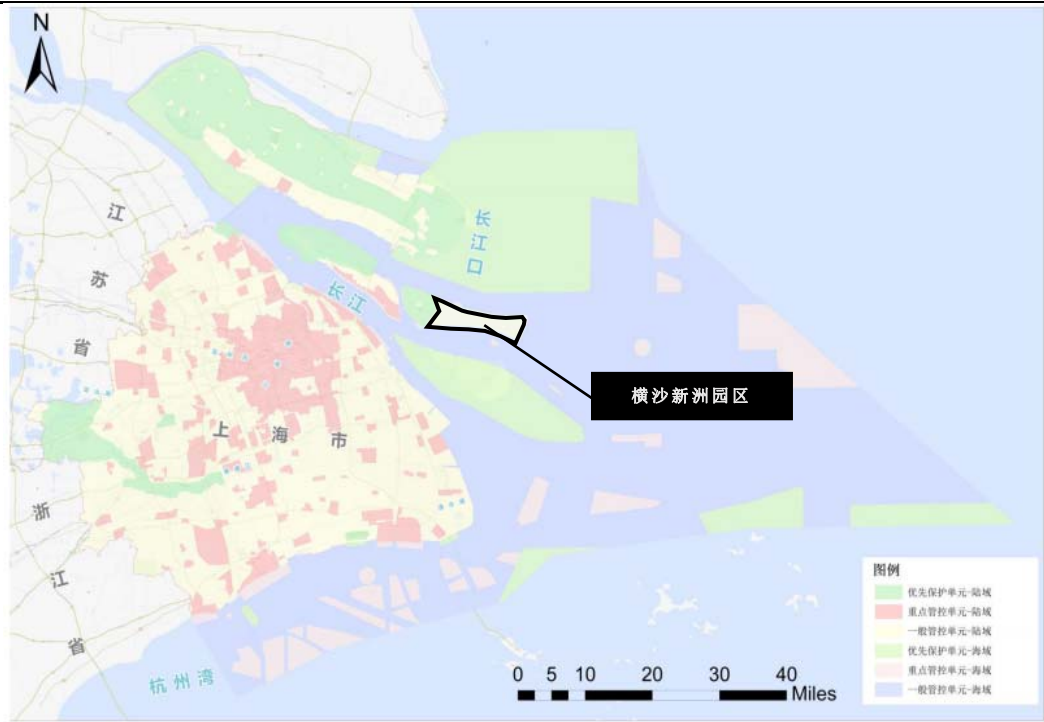 N
江
苏
省
长江口
长江
横沙新洲园区
上海市
浙
江
省
杭州湾
图例
优先保护单元-陆域
重点管控单元-陆域
一般管控单元-陆域
优先保护单元-海域
重点管控单元-海域
一般管控单元-海域
0 5 10 20 30 40
Miles